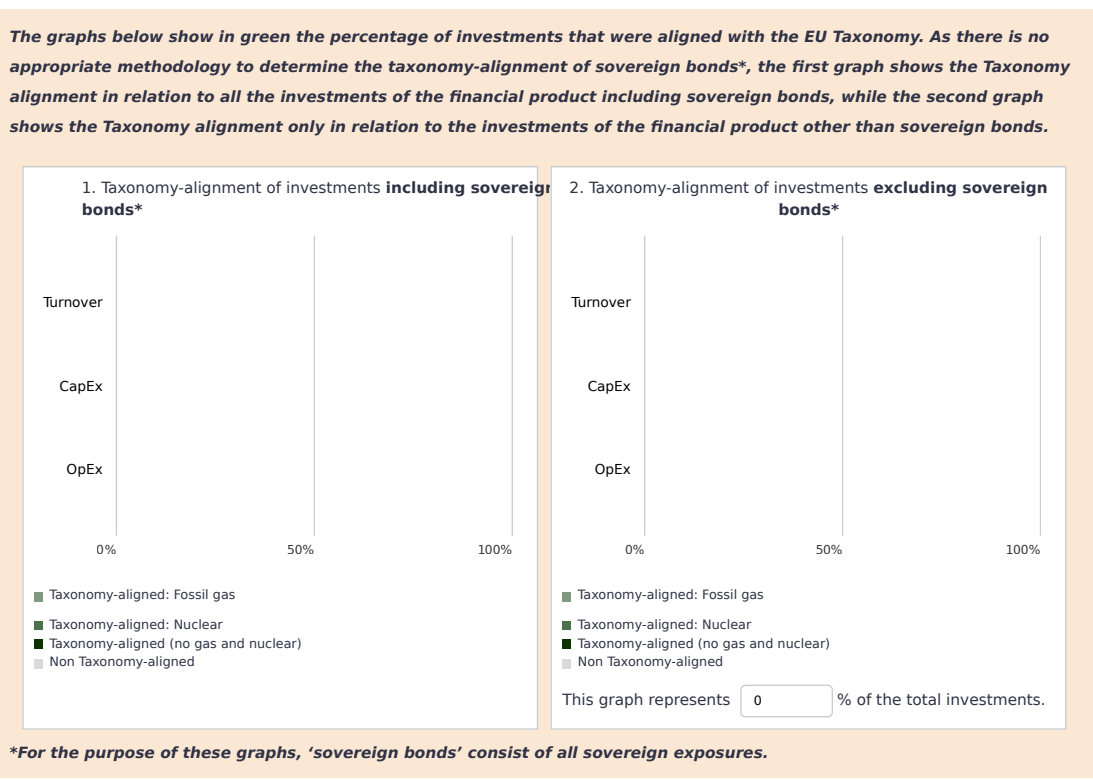 The graphs below show in green the percentage of investments that were aligned with the EU Taxonomy. As there is no
appropriate methodology to determine the taxonomy-alignment of sovereign bonds*, the first graph shows the Taxonomy
alignment in relation to all the investments of the financial product including sovereign bonds, while the second graph
shows the Taxonomy alignment only in relation to the investments of the financial product other than sovereign bonds.
1. Taxonomy-alignment of investments including sovereign
bonds*
Turnover
CapEx
OpEx
0% 50% 100%
Taxonomy-aligned: Fossil gas
Taxonomy-aligned: Nuclear
Taxonomy-aligned (no gas and nuclear)
Non Taxonomy-aligned
2. Taxonomy-alignment of investments excluding sovereign
bonds*
Turnover
CapEx
OpEx
0% 50% 100%
Taxonomy-aligned: Fossil gas
Taxonomy-aligned: Nuclear
Taxonomy-aligned (no gas and nuclear)
Non Taxonomy-aligned
This graph represents 0 % of the total investments.
*For the purpose of these graphs, ‘sovereign bonds’ consist of all sovereign exposures.